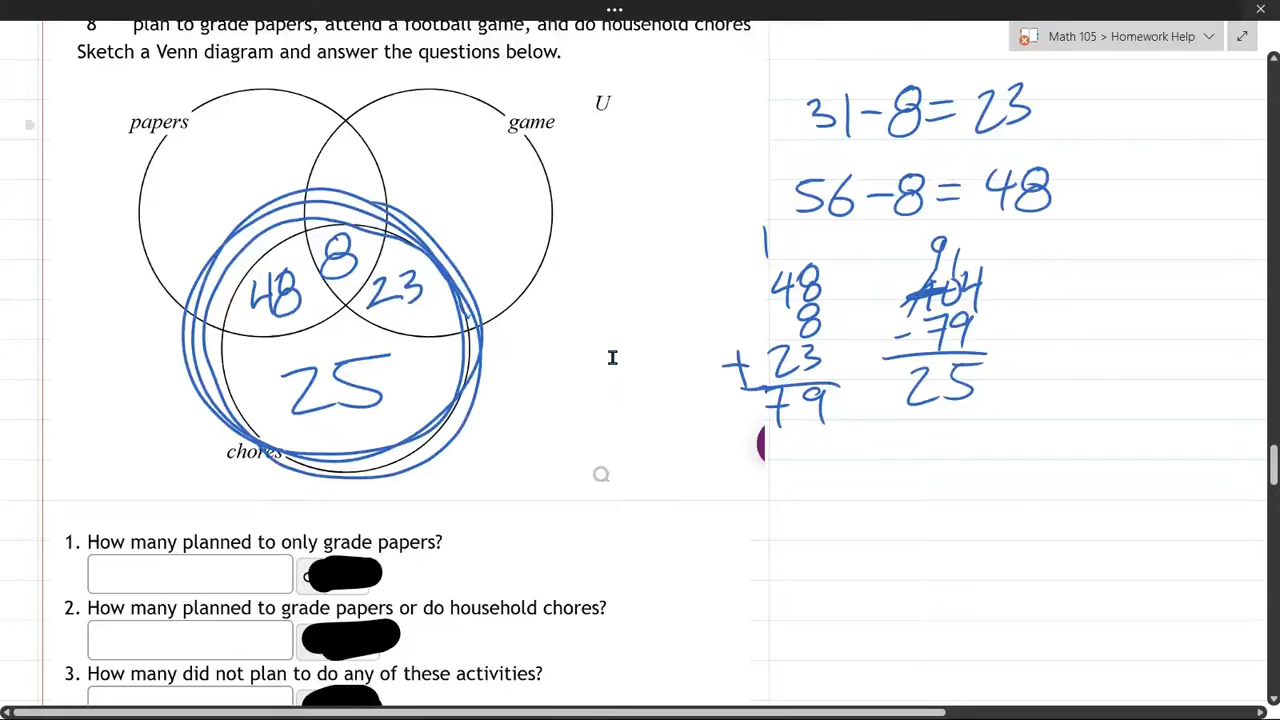 Math 105 > Homework Help
8 plan to grade papers, attend a football game, and do household chores
Sketch a Venn diagram and answer the questions below.
papers
game
U
8
48
23
25
chores
31-8=23
56-8=48
1
48
8
+ 23
79
91
404
- 79
25
1. How many planned to only grade papers?
2. How many planned to grade papers or do household chores?
3. How many did not plan to do any of these activities?